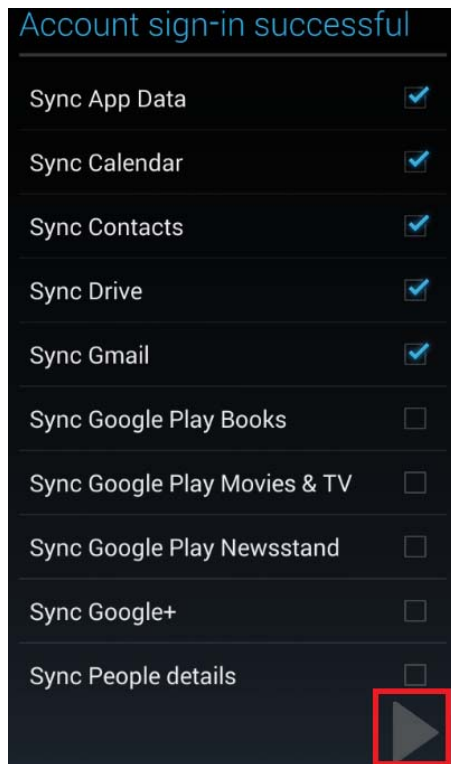 Account sign-in successful
Sync App Data
Sync Calendar
Sync Contacts
Sync Drive
Sync Gmail
Sync Google Play Books
Sync Google Play Movies & TV
Sync Google Play Newsstand
Sync Google+
Sync People details